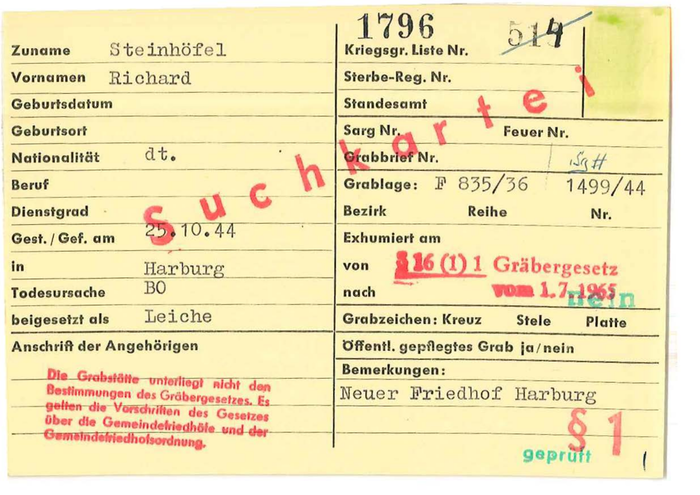 Zuname Steinhöfel
Vornamen Richard
Geburtsdatum
Geburtsort
Nationalität dt.
Beruf
Dienstgrad
Gest./Gef. am 25.10.44
in Harburg
Todesursache BO
beigesetzt als Leiche
Anschrift der Angehörigen
Die Grabstätte unterliegt nicht den
Bestimmungen des Gräbergesetzes. Es
gelten die Vorschriften des Gesetzes
über die Gemeindefriedhöfe und der
Gemeindefriedhofsordnung.
Suchkartei
1796 514
Kriegsgr. Liste Nr.
Sterbe-Reg. Nr.
Standesamt
Sarg Nr. Feuer Nr.
Grabbrief Nr.
Grablage: F 835/36 1499/44
Bezirk Reihe Nr.
Exhumiert am
von § 16 (1) 1 Gräbergesetz
nach vom 1.7.1965
nein
Grabzeichen: Kreuz Stele Platte
Öffentl. gepflegtes Grab ja/nein
Bemerkungen:
Neuer Friedhof Harburg
§ 1
geprüft